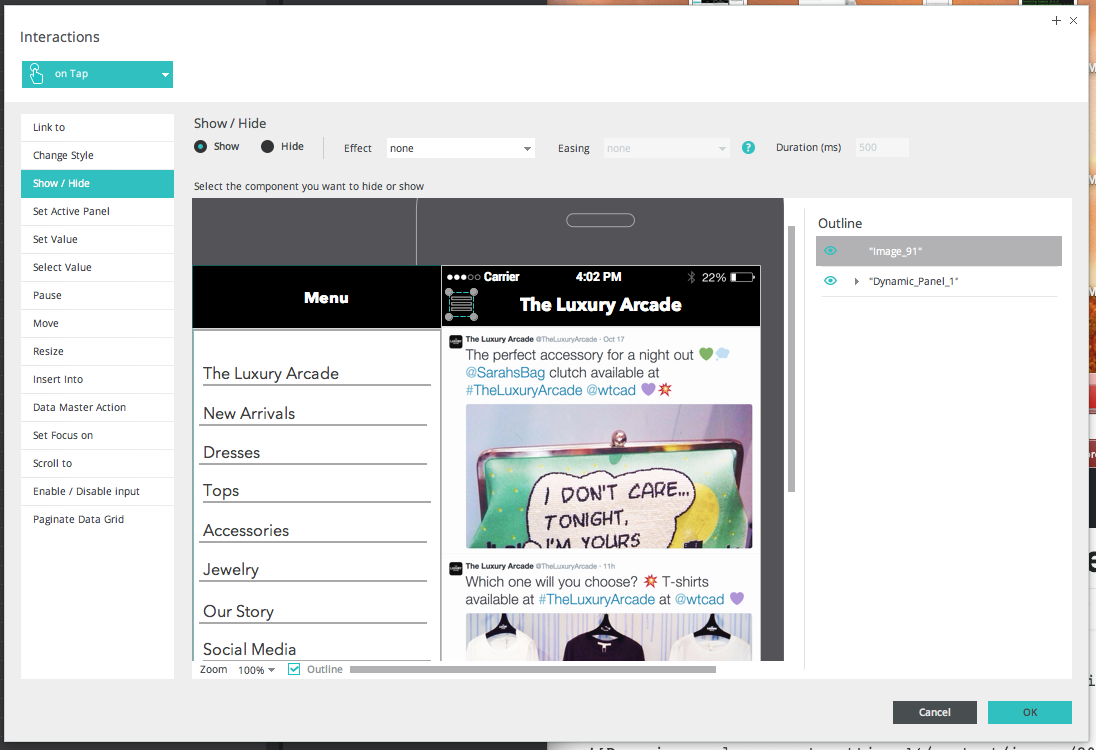 Interactions
on Tap
Link to
Change Style
Show / Hide
Set Active Panel
Set Value
Select Value
Pause
Move
Resize
Insert Into
Data Master Action
Set Focus on
Scroll to
Enable / Disable input
Paginate Data Grid
Show / Hide
Show Hide Effect none Easing none ? Duration (ms) 500
Select the component you want to hide or show
Menu
The Luxury Arcade
New Arrivals
Dresses
Tops
Accessories
Jewelry
Our Story
Social Media
Carrier 4:02 PM 22%
The Luxury Arcade
The Luxury Arcade @TheLuxuryArcade · Oct 17
The perfect accessory for a night out 💚💭
@SarahsBag clutch available at
#TheLuxuryArcade @wtcad 💜💥
I DON'T CARE...
TONIGHT,
I'M YOURS
The Luxury Arcade @TheLuxuryArcade · 11h
Which one will you choose? 💥 T-shirts
available at #TheLuxuryArcade at @wtcad 💜
Zoom 100% Outline
Outline
"Image_91"
"Dynamic_Panel_1"
Cancel OK